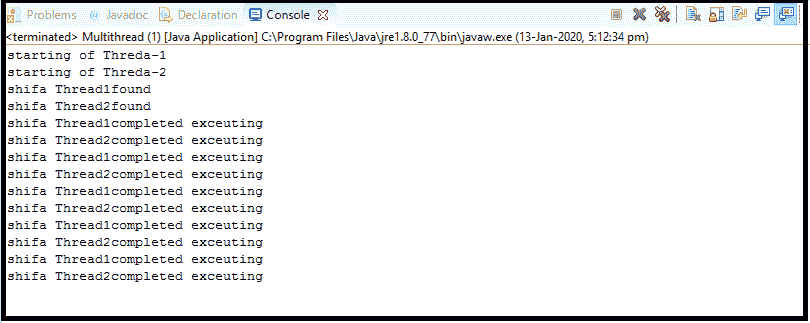 Problems @ Javadoc Declaration Console
<terminated> Multithread (1) [Java Application] C:\Program Files\Java\jre1.8.0_77\bin\javaw.exe (13-Jan-2020, 5:12:34 pm)
starting of Threda-1
starting of Threda-2
shifa Thread1found
shifa Thread2found
shifa Thread1completed exceuting
shifa Thread2completed exceuting
shifa Thread1completed exceuting
shifa Thread2completed exceuting
shifa Thread1completed exceuting
shifa Thread2completed exceuting
shifa Thread1completed exceuting
shifa Thread2completed exceuting
shifa Thread1completed exceuting
shifa Thread2completed exceuting